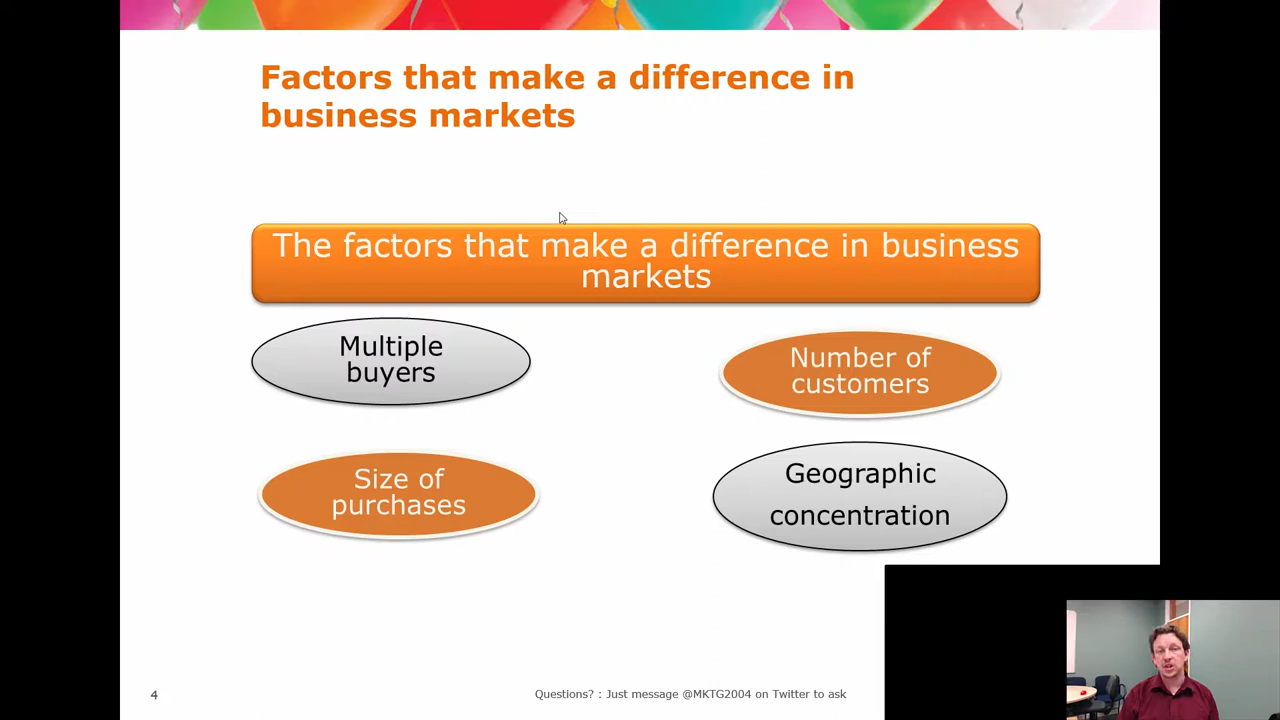 Factors that make a difference in
business markets
The factors that make a difference in business
markets
Multiple
buyers
Number of
customers
Size of
purchases
Geographic
concentration
4
Questions? : Just message @MKTG2004 on Twitter to ask